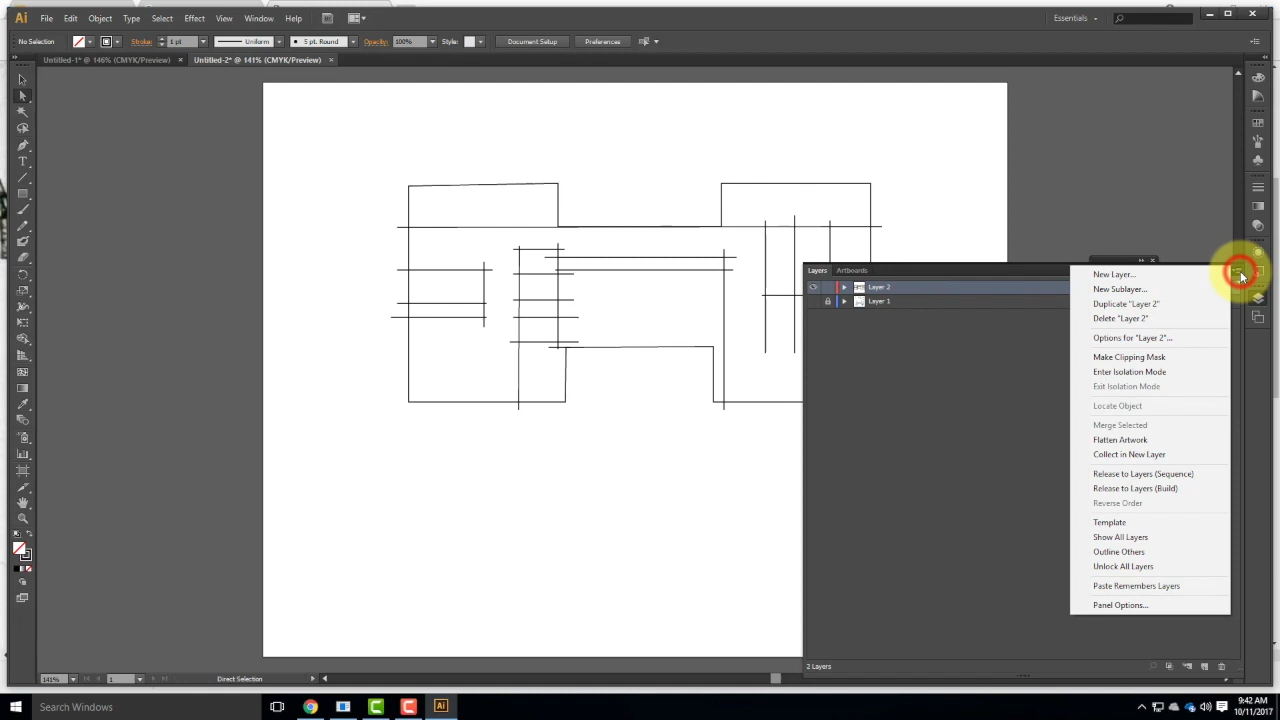 Ai File Edit Object Type Select Effect View Window Help Br Essentials
No Selection Stroke: 1 pt Uniform 5 pt. Round Opacity: 100% Style: Document Setup Preferences
Untitled-1* @ 146% (CMYK/Preview) × Untitled-2* @ 141% (CMYK/Preview) ×
Layers Artboards
Layer 2
Layer 1
New Layer...
New Sublayer...
Duplicate "Layer 2"
Delete "Layer 2"
Options for "Layer 2"...
Make Clipping Mask
Enter Isolation Mode
Exit Isolation Mode
Locate Object
Merge Selected
Flatten Artwork
Collect in New Layer
Release to Layers (Sequence)
Release to Layers (Build)
Reverse Order
Template
Show All Layers
Outline Others
Unlock All Layers
Paste Remembers Layers
Panel Options...
2 Layers
141% 1 Direct Selection
Search Windows Ai 9:42 AM
10/11/2017